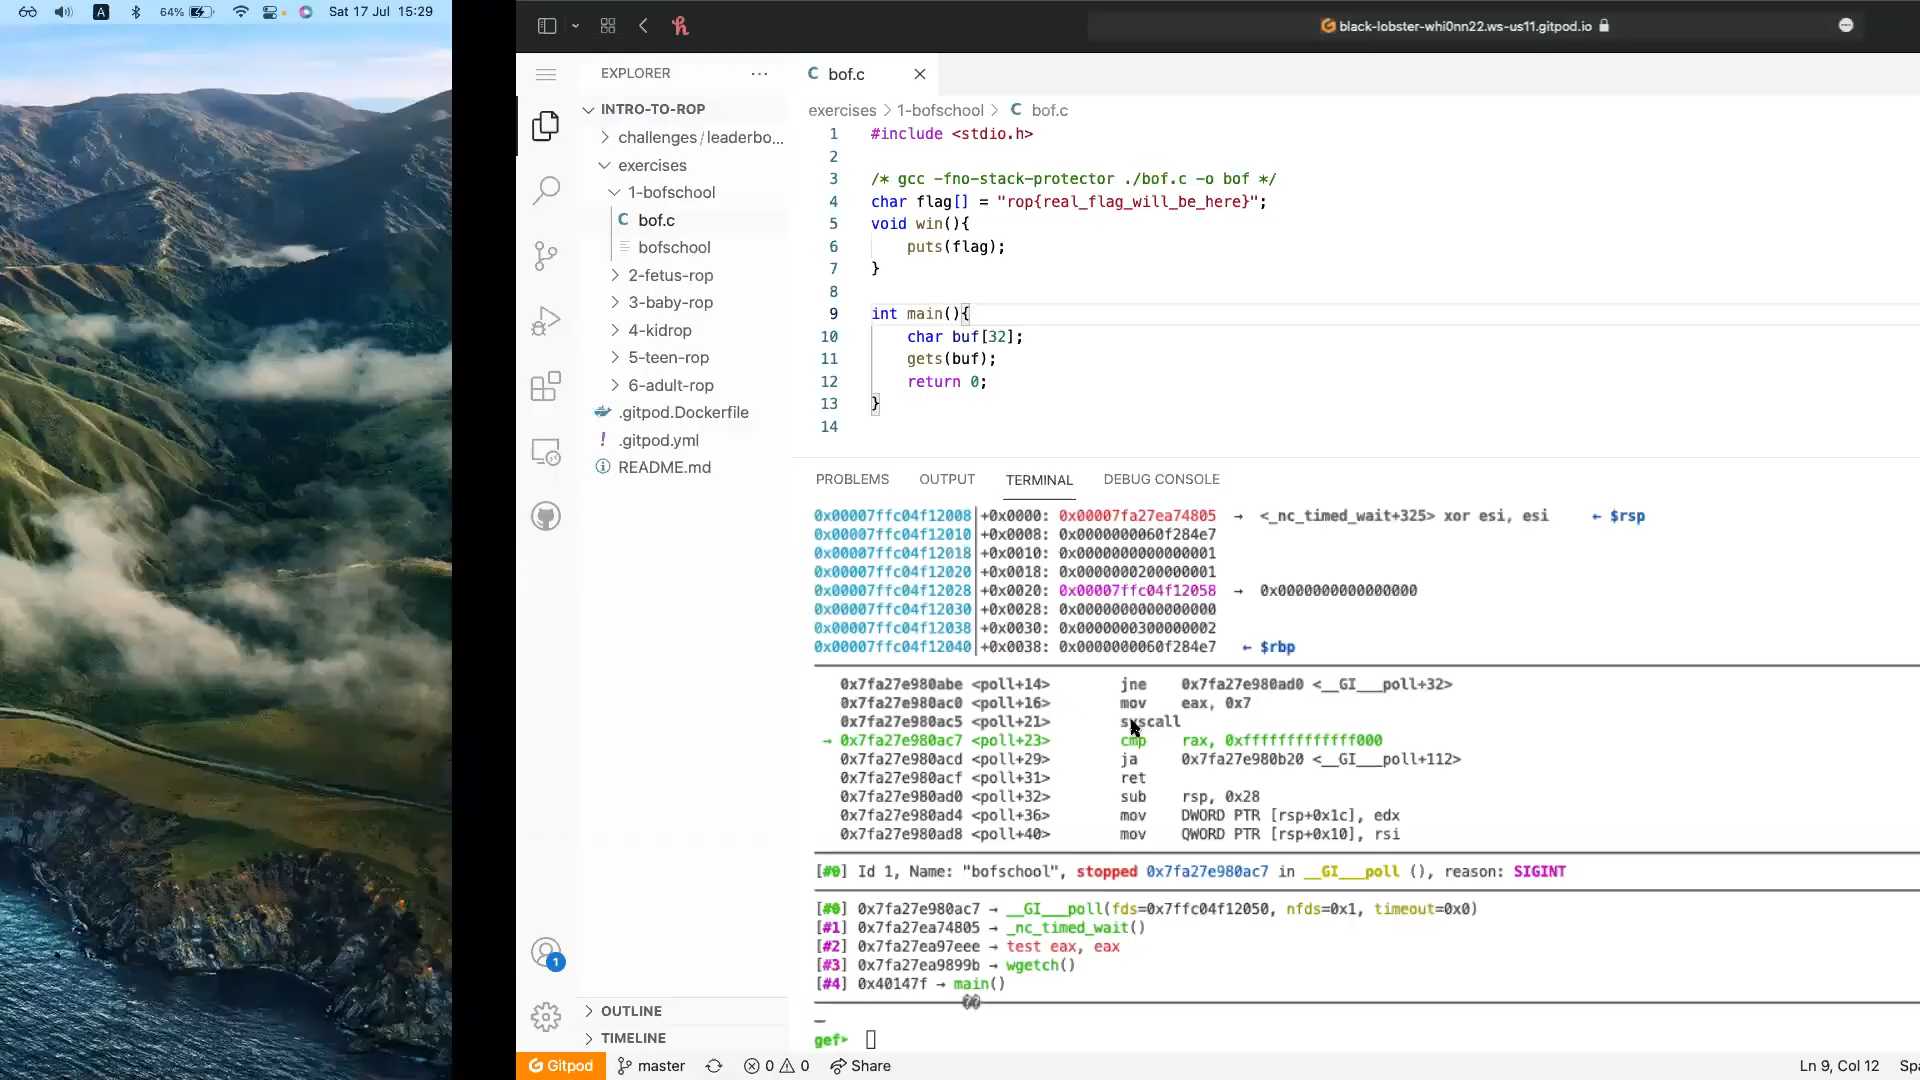 A 64% Sat 17 Jul 15:29
black-lobster-whi0nn22.ws-us11.gitpod.io
EXPLORER ···
C bof.c
INTRO-TO-ROP
challenges/leaderbo...
exercises
1-bofschool
C bof.c
bofschool
2-fetus-rop
3-baby-rop
4-kidrop
5-teen-rop
6-adult-rop
.gitpod.Dockerfile
! .gitpod.yml
README.md
1
OUTLINE
TIMELINE
exercises > 1-bofschool > C bof.c
1 #include <stdio.h>
2
3 /* gcc -fno-stack-protector ./bof.c -o bof */
4 char flag[] = "rop{real_flag_will_be_here}";
5 void win(){
6 puts(flag);
7 }
8
9 int main(){
10 char buf[32];
11 gets(buf);
12 return 0;
13 }
14
PROBLEMS OUTPUT TERMINAL DEBUG CONSOLE
0x00007ffc04f12008│+0x0000: 0x00007fa27ea74805 → <_nc_timed_wait+325> xor esi, esi ← $rsp
0x00007ffc04f12010│+0x0008: 0x0000000060f284e7
0x00007ffc04f12018│+0x0010: 0x0000000000000001
0x00007ffc04f12020│+0x0018: 0x0000000200000001
0x00007ffc04f12028│+0x0020: 0x00007ffc04f12058 → 0x0000000000000000
0x00007ffc04f12030│+0x0028: 0x0000000000000000
0x00007ffc04f12038│+0x0030: 0x0000000300000002
0x00007ffc04f12040│+0x0038: 0x0000000060f284e7 ← $rbp
0x7fa27e980abe <poll+14> jne 0x7fa27e980ad0 <__GI___poll+32>
0x7fa27e980ac0 <poll+16> mov eax, 0x7
0x7fa27e980ac5 <poll+21> syscall
→ 0x7fa27e980ac7 <poll+23> cmp rax, 0xfffffffffffff000
0x7fa27e980acd <poll+29> ja 0x7fa27e980b20 <__GI___poll+112>
0x7fa27e980acf <poll+31> ret
0x7fa27e980ad0 <poll+32> sub rsp, 0x28
0x7fa27e980ad4 <poll+36> mov DWORD PTR [rsp+0x1c], edx
0x7fa27e980ad8 <poll+40> mov QWORD PTR [rsp+0x10], rsi
[#0] Id 1, Name: "bofschool", stopped 0x7fa27e980ac7 in __GI___poll (), reason: SIGINT
[#0] 0x7fa27e980ac7 → __GI___poll(fds=0x7ffc04f12050, nfds=0x1, timeout=0x0)
[#1] 0x7fa27ea74805 → _nc_timed_wait()
[#2] 0x7fa27ea97eee → test eax, eax
[#3] 0x7fa27ea9899b → wgetch()
[#4] 0x40147f → main()
gef➤
Gitpod master 0 0 Share Ln 9, Col 12